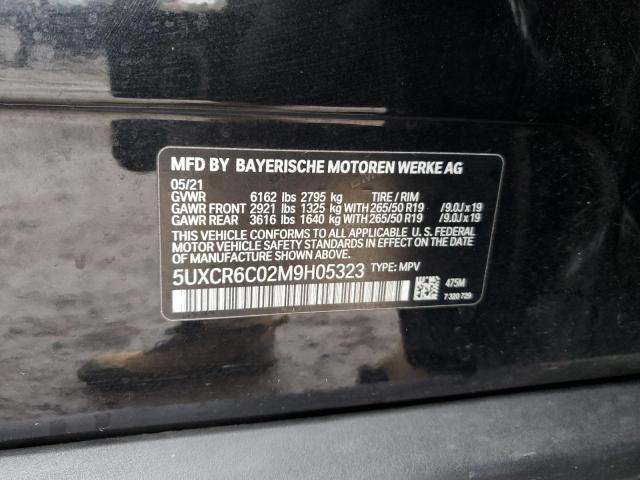 MFD BY BAYERISCHE MOTOREN WERKE AG
05/21
GVWR 6162 lbs 2795 kg TIRE / RIM
GAWR FRONT 2921 lbs 1325 kg WITH 265/50 R19 /9.0J x 19
GAWR REAR 3616 lbs 1640 kg WITH 265/50 R19 /9.0J x 19
THIS VEHICLE CONFORMS TO ALL APPLICABLE U. S. FEDERAL
MOTOR VEHICLE SAFETY STANDARDS IN EFFECT ON THE DATE
OF MANUFACTURE SHOWN ABOVE.
5UXCR6C02M9H05323 TYPE: MPV
475M
7 320 729